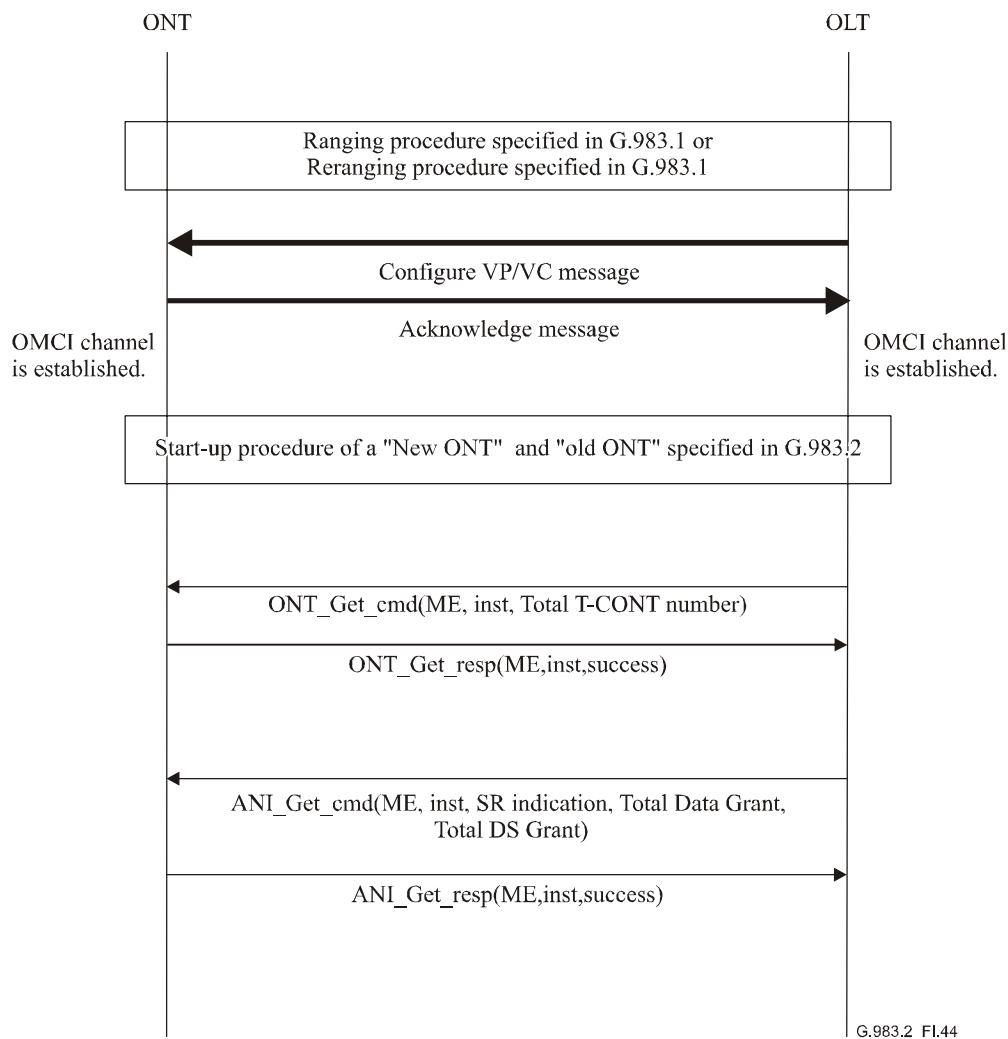 ONT
OLT
Ranging procedure specified in G.983.1 or
Reranging procedure specified in G.983.1
Configure VP/VC message
Acknowledge message
OMCI channel
is established.
OMCI channel
is established.
Start-up procedure of a "New ONT" and "old ONT" specified in G.983.2
ONT_Get_cmd(ME, inst, Total T-CONT number)
ONT_Get_resp(ME,inst,success)
ANI_Get_cmd(ME, inst, SR indication, Total Data Grant,
Total DS Grant)
ANI_Get_resp(ME,inst,success)
G.983.2_FI.44